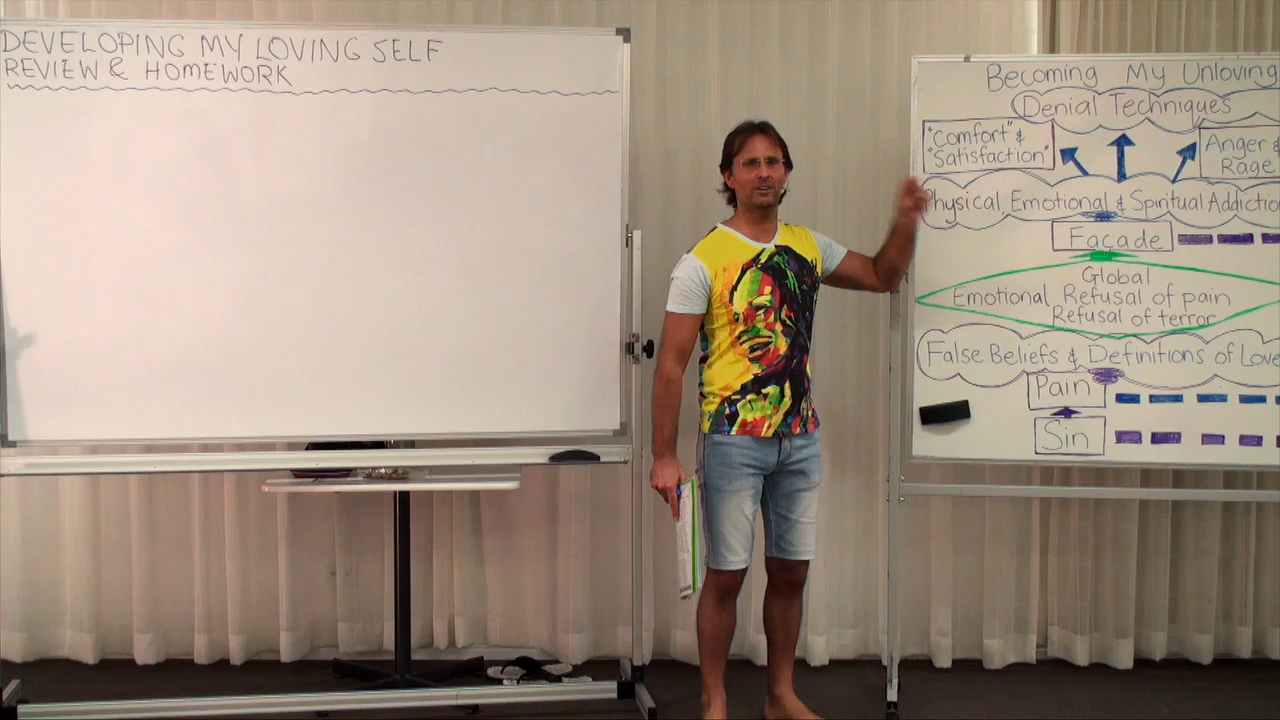 DEVELOPING MY LOVING SELF
REVIEW & HOMEWORK
Becoming My Unloving
Denial Techniques
"Comfort" &
"Satisfaction"
Anger &
Rage
Physical Emotional & Spiritual Addictio
Façade
Global
Emotional Refusal of pain
Refusal of terror
False Beliefs & Definitions of Love
Pain
Sin